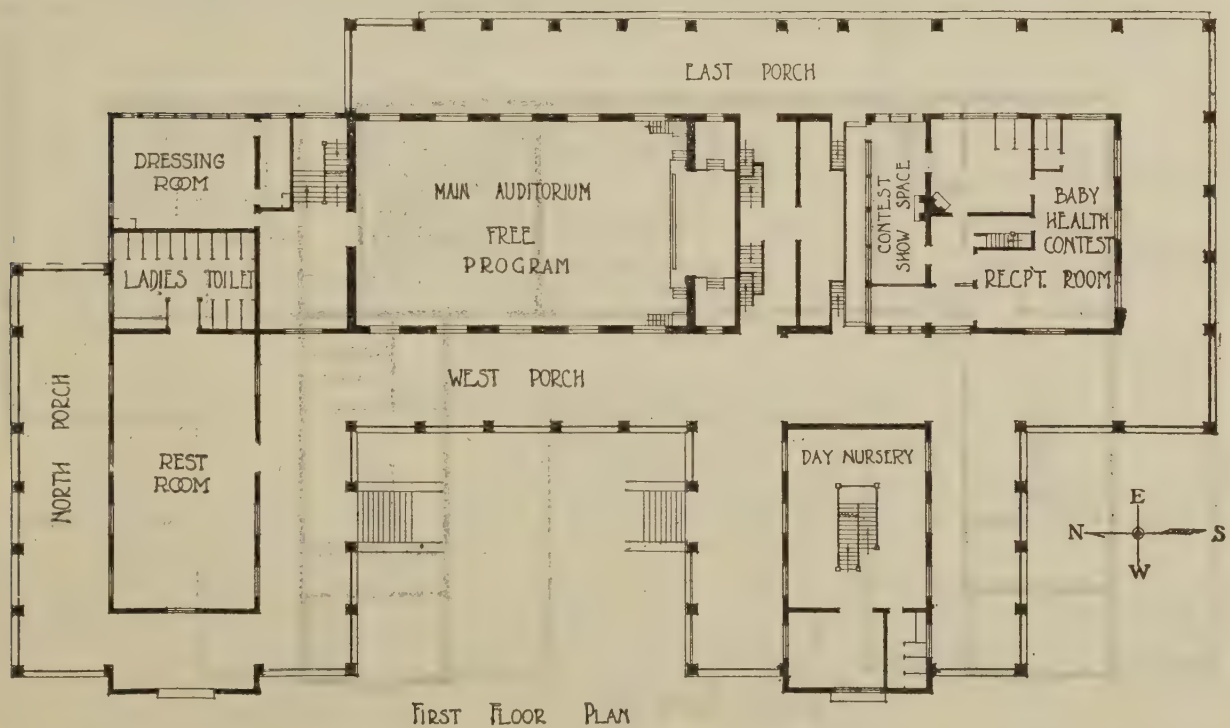 EAST PORCH
DRESSING
ROOM
MAIN AUDITORIUM
FREE
PROGRAM
CONTEST
SHOW SPACE
BABY
HEALTH
CONTEST
RECP'T. ROOM
LADIES TOILET
WEST PORCH
NORTH PORCH
REST
ROOM
DAY NURSERY
E
N
S
W
FIRST FLOOR PLAN